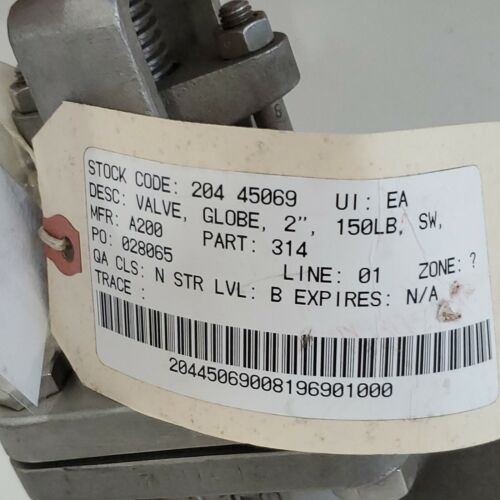 STOCK CODE: 204 45069 UI: EA
DESC: VALVE, GLOBE, 2", 150LB, SW,
MFR: A200 PART: 314
PO: 028065 LINE: 01 ZONE: ?
QA CLS: N STR LVL: B EXPIRES: N/A
TRACE :
20445069008196901000